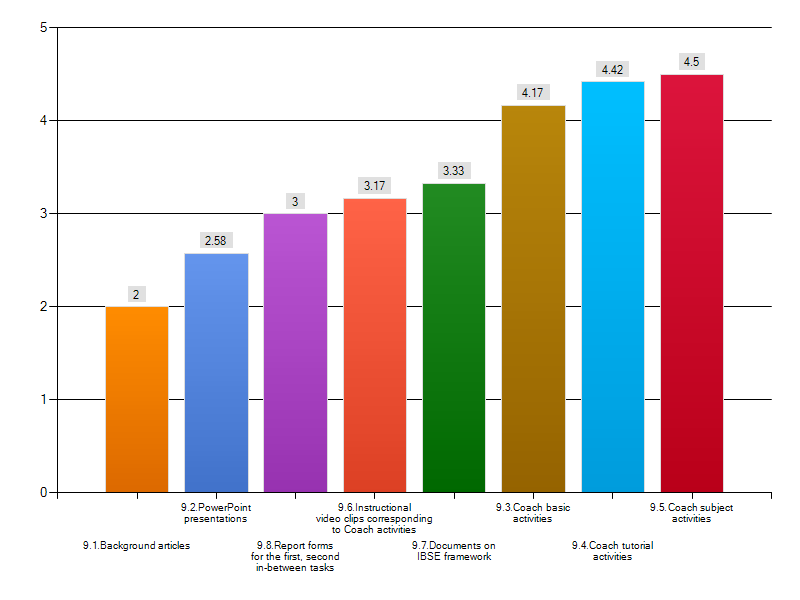 5
4.5
4.42
4.17
4
3.33
3.17
3
3
2.58
2
2
1
0
9.2.PowerPoint
presentations
9.6.Instructional
video clips corresponding
to Coach activities
9.3.Coach basic
activities
9.5.Coach subject
activities
9.1.Background articles
9.8.Report forms
for the first, second
in-between tasks
9.7.Documents on
IBSE framework
9.4.Coach tutorial
activities